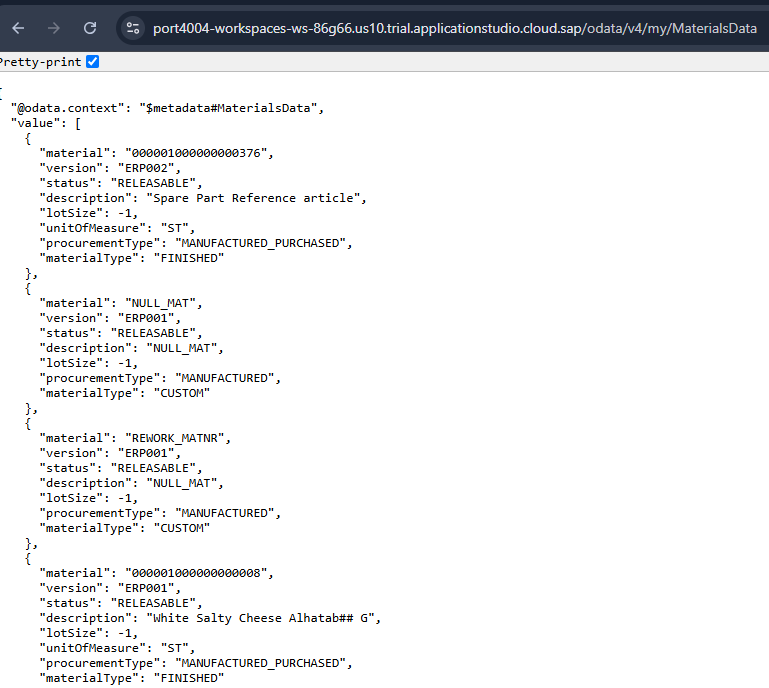 port4004-workspaces-ws-86g66.us10.trial.applicationstudio.cloud.sap/odata/v4/my/MaterialsData
Pretty-print
{
"@odata.context": "$metadata#MaterialsData",
"value": [
{
"material": "000001000000000376",
"version": "ERP002",
"status": "RELEASABLE",
"description": "Spare Part Reference article",
"lotSize": -1,
"unitOfMeasure": "ST",
"procurementType": "MANUFACTURED_PURCHASED",
"materialType": "FINISHED"
},
{
"material": "NULL_MAT",
"version": "ERP001",
"status": "RELEASABLE",
"description": "NULL_MAT",
"lotSize": -1,
"procurementType": "MANUFACTURED",
"materialType": "CUSTOM"
},
{
"material": "REWORK_MATNR",
"version": "ERP001",
"status": "RELEASABLE",
"description": "NULL_MAT",
"lotSize": -1,
"procurementType": "MANUFACTURED",
"materialType": "CUSTOM"
},
{
"material": "000001000000000008",
"version": "ERP001",
"status": "RELEASABLE",
"description": "White Salty Cheese Alhatab## G",
"lotSize": -1,
"unitOfMeasure": "ST",
"procurementType": "MANUFACTURED_PURCHASED",
"materialType": "FINISHED"